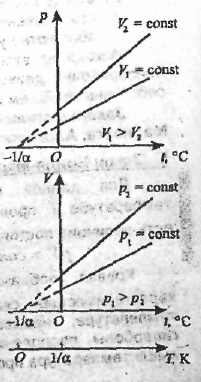 p
V₂ = const
V₁ = const
V₁ > V₂
–1/α O t, °C
V
p₂ = const
p₁ = const
p₁ > p₂
–1/α O t, °C
O 1/α T, K